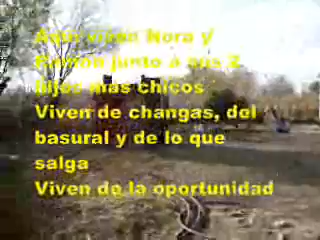 Aquí viven Nora y
Ramón junto a sus 2
hijos mas chicos
Viven de changas, del
basural y de lo que
salga
Viven de la oportunidad